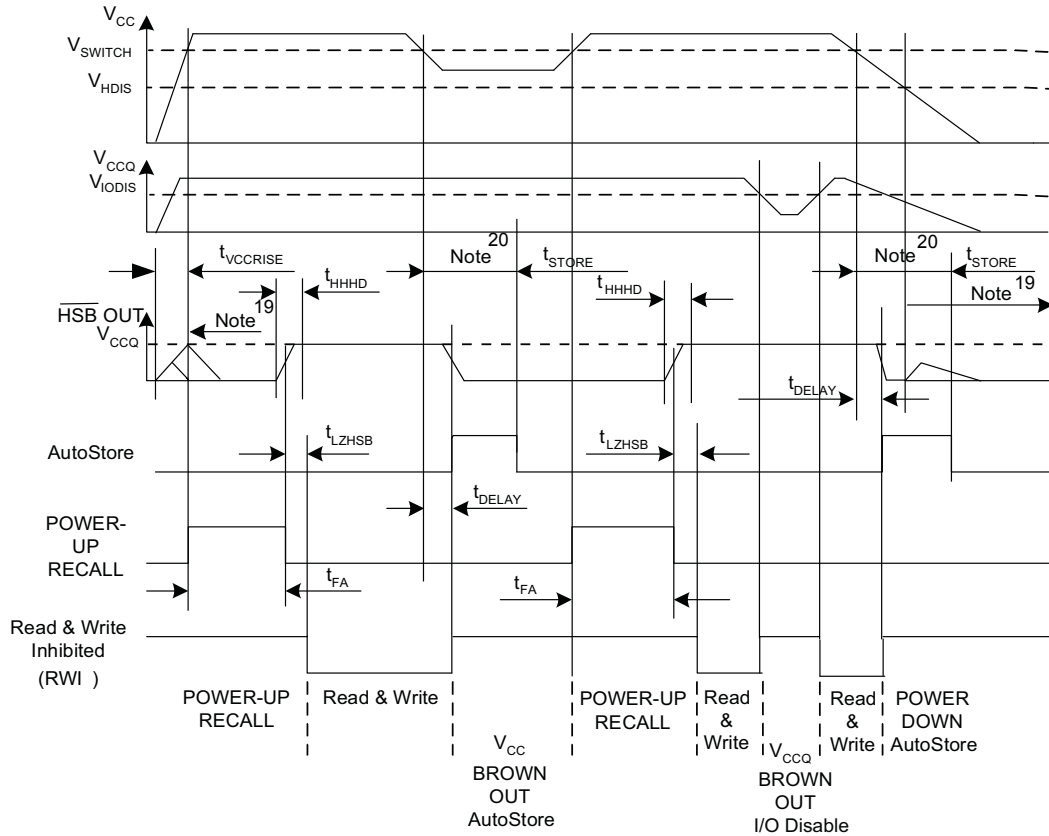 VCC
VSWITCH
VHDIS
VCCQ
VIODIS
tVCCRISE
Note 20
tSTORE
Note 20
tSTORE
tHHHD
tHHHD
HSB OUT
Note 19
Note 19
VCCQ
tDELAY
tLZHSB
tLZHSB
AutoStore
tDELAY
POWER-
UP
RECALL
tFA
tFA
Read & Write
Inhibited
(RWI )
POWER-UP
RECALL
Read & Write
VCC
BROWN
OUT
AutoStore
POWER-UP
RECALL
Read
&
Write
VCCQ
BROWN
OUT
I/O Disable
Read
&
Write
POWER
DOWN
AutoStore